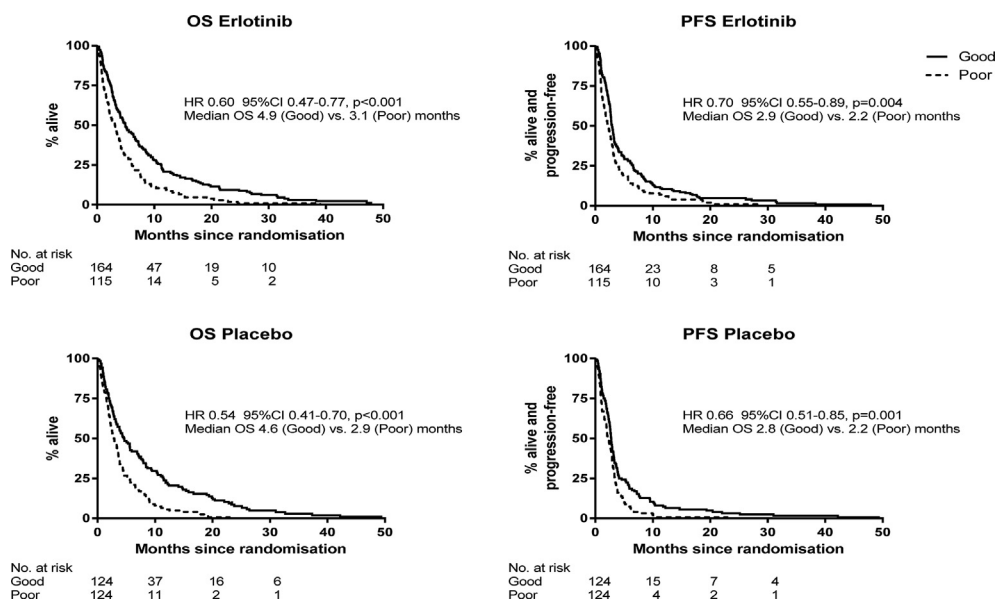 OS Erlotinib
100
75
50
25
0
% alive
HR 0.60 95%CI 0.47-0.77, p<0.001
Median OS 4.9 (Good) vs. 3.1 (Poor) months
0 10 20 30 40 50
Months since randomisation
No. at risk
Good 164 47 19 10
Poor 115 14 5 2
PFS Erlotinib
100
75
50
25
0
% alive and
progression-free
HR 0.70 95%CI 0.55-0.89, p=0.004
Median OS 2.9 (Good) vs. 2.2 (Poor) months
0 10 20 30 40 50
Months since randomisation
No. at risk
Good 164 23 8 5
Poor 115 10 3 1
Good
Poor
OS Placebo
100
75
50
25
0
% alive
HR 0.54 95%CI 0.41-0.70, p<0.001
Median OS 4.6 (Good) vs. 2.9 (Poor) months
0 10 20 30 40 50
Months since randomisation
No. at risk
Good 124 37 16 6
Poor 124 11 2 1
PFS Placebo
100
75
50
25
0
% alive and
progression-free
HR 0.66 95%CI 0.51-0.85, p=0.001
Median OS 2.8 (Good) vs. 2.2 (Poor) months
0 10 20 30 40 50
Months since randomisation
No. at risk
Good 124 15 7 4
Poor 124 4 2 1